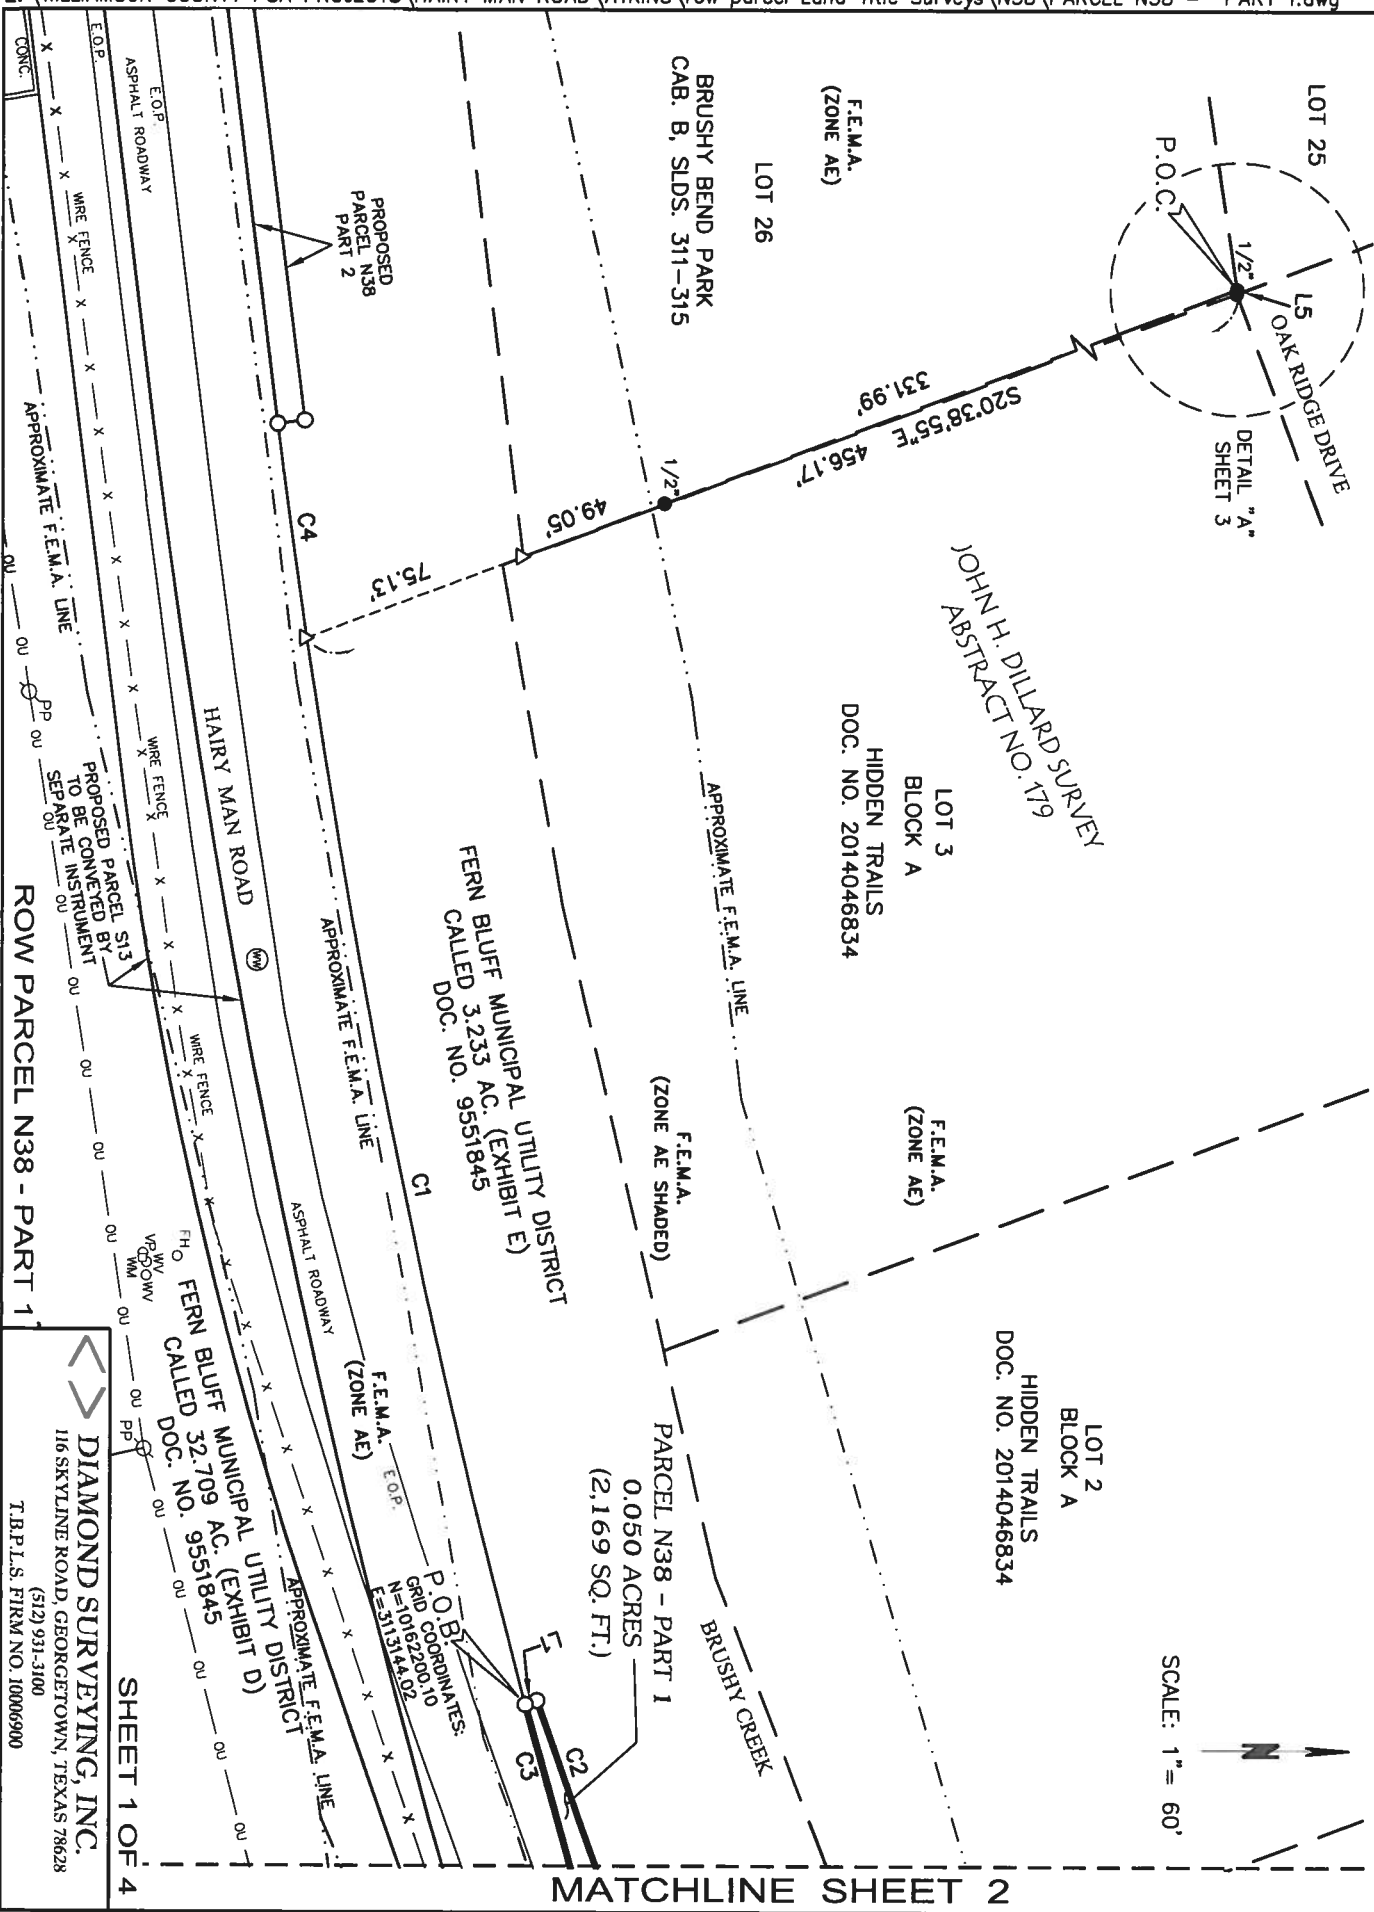 LOT 25
P.O.C.
1/2"
L5
OAK RIDGE DRIVE
DETAIL "A"
SHEET 3
SCALE: 1"= 60'
N
F.E.M.A.
(ZONE AE)
LOT 26
BRUSHY BEND PARK
CAB. B, SLDS. 311-315
S20°38'55"E
331.99'
456.17'
1/2"
49.05'
75.13'
JOHN H. DILLARD SURVEY
ABSTRACT NO. 179
LOT 3
BLOCK A
HIDDEN TRAILS
DOC. NO. 2014046834
F.E.M.A.
(ZONE AE)
LOT 2
BLOCK A
HIDDEN TRAILS
DOC. NO. 2014046834
APPROXIMATE F.E.M.A. LINE
F.E.M.A.
(ZONE AE SHADED)
PARCEL N38 - PART 1
0.050 ACRES
(2,169 SQ. FT.)
BRUSHY CREEK
PROPOSED
PARCEL N38
PART 2
C4
FERN BLUFF MUNICIPAL UTILITY DISTRICT
CALLED 3.233 AC. (EXHIBIT E)
DOC. NO. 9551845
C1
C2
C3
L1
P.O.B.
GRID COORDINATES:
N=10162200.10
E=3113144.02
APPROXIMATE F.E.M.A. LINE
F.E.M.A.
(ZONE AE)
E.O.P.
E.O.P.
ASPHALT ROADWAY
E.O.P.
CONC.
WIRE FENCE
HAIRY MAN ROAD
WW
ASPHALT ROADWAY
WIRE FENCE
WIRE FENCE
APPROXIMATE F.E.M.A. LINE
PP
PROPOSED PARCEL S13
TO BE CONVEYED BY
SEPARATE INSTRUMENT
FH
WV
VP
WV
WM
PP
FERN BLUFF MUNICIPAL UTILITY DISTRICT
CALLED 32.709 AC. (EXHIBIT D)
DOC. NO. 9551845
APPROXIMATE F.E.M.A. LINE
MATCHLINE SHEET 2
ROW PARCEL N38 - PART 1
SHEET 1 OF 4
DIAMOND SURVEYING, INC.
116 SKYLINE ROAD, GEORGETOWN, TEXAS 78628
(512) 931-3100
T.B.P.L.S. FIRM NO. 10006900